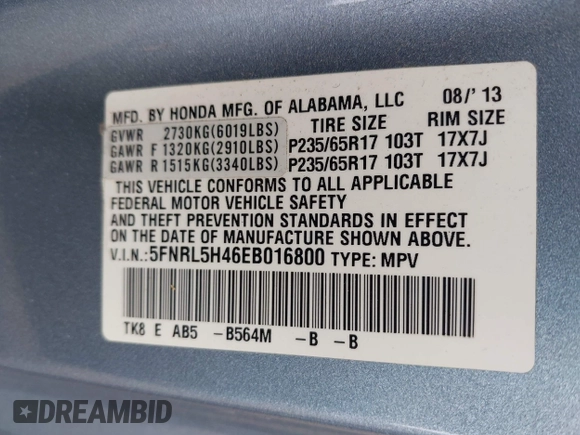 MFD. BY HONDA MFG. OF ALABAMA, LLC 08/'13
TIRE SIZE RIM SIZE
GVWR 2730KG(6019LBS)
GAWR F 1320KG(2910LBS) P235/65R17 103T 17X7J
GAWR R 1515KG(3340LBS) P235/65R17 103T 17X7J
THIS VEHICLE CONFORMS TO ALL APPLICABLE
FEDERAL MOTOR VEHICLE SAFETY
AND THEFT PREVENTION STANDARDS IN EFFECT
ON THE DATE OF MANUFACTURE SHOWN ABOVE.
V.I.N.:5FNRL5H46EB016800 TYPE: MPV
TK8 E AB5 -B564M -B -B
DREAMBID